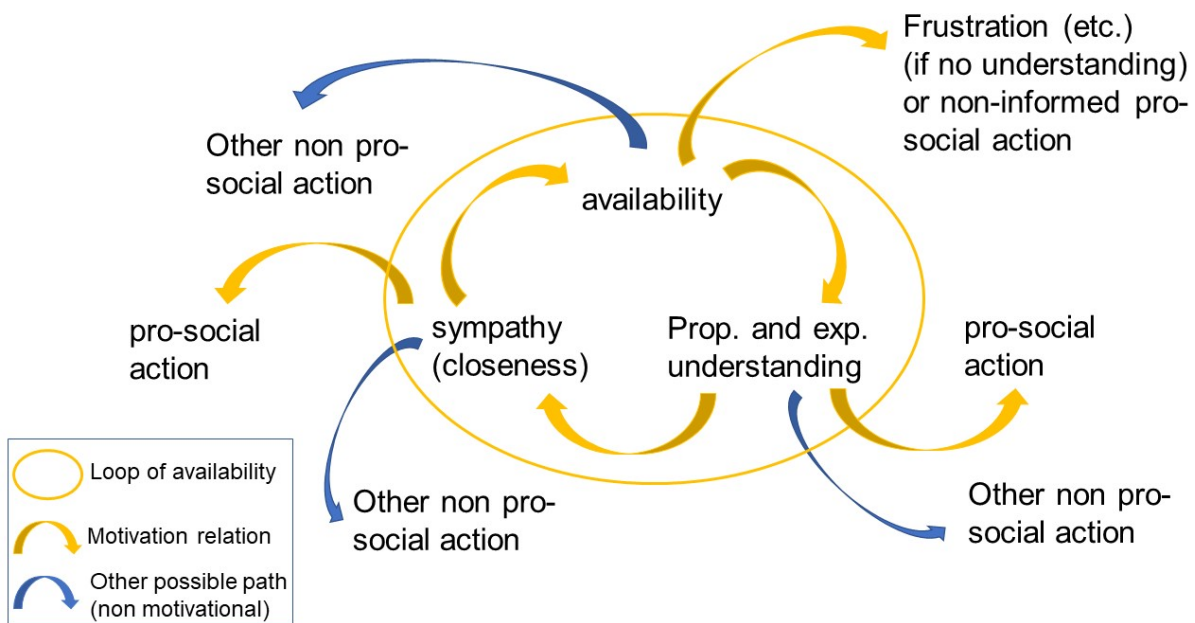 Frustration (etc.)
(if no understanding)
or non-informed pro-
social action
Other non pro-
social action
availability
pro-social
action
sympathy
(closeness)
Prop. and exp.
understanding
pro-social
action
Other non pro-
social action
Other non pro-
social action
Loop of availability
Motivation relation
Other possible path
(non motivational)